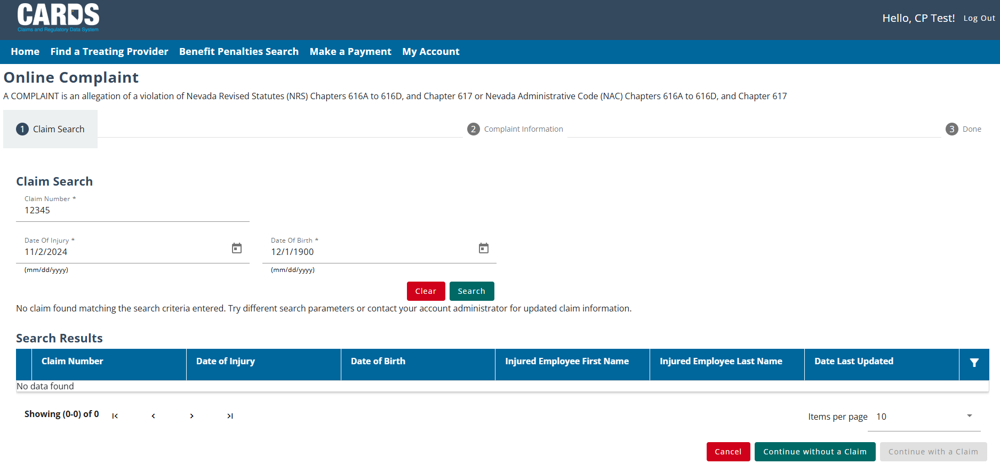 CARDS
Claims and Regulatory Data System
Hello, CP Test! Log Out
Home Find a Treating Provider Benefit Penalties Search Make a Payment My Account
Online Complaint
A COMPLAINT is an allegation of a violation of Nevada Revised Statutes (NRS) Chapters 616A to 616D, and Chapter 617 or Nevada Administrative Code (NAC) Chapters 616A to 616D, and Chapter 617
1 Claim Search 2 Complaint Information 3 Done
Claim Search
Claim Number *
12345
Date Of Injury * Date Of Birth *
11/2/2024 12/1/1900
(mm/dd/yyyy) (mm/dd/yyyy)
Clear Search
No claim found matching the search criteria entered. Try different search parameters or contact your account administrator for updated claim information.
Search Results
Claim Number Date of Injury Date of Birth Injured Employee First Name Injured Employee Last Name Date Last Updated
No data found
Showing (0-0) of 0 Items per page 10
Cancel Continue without a Claim Continue with a Claim